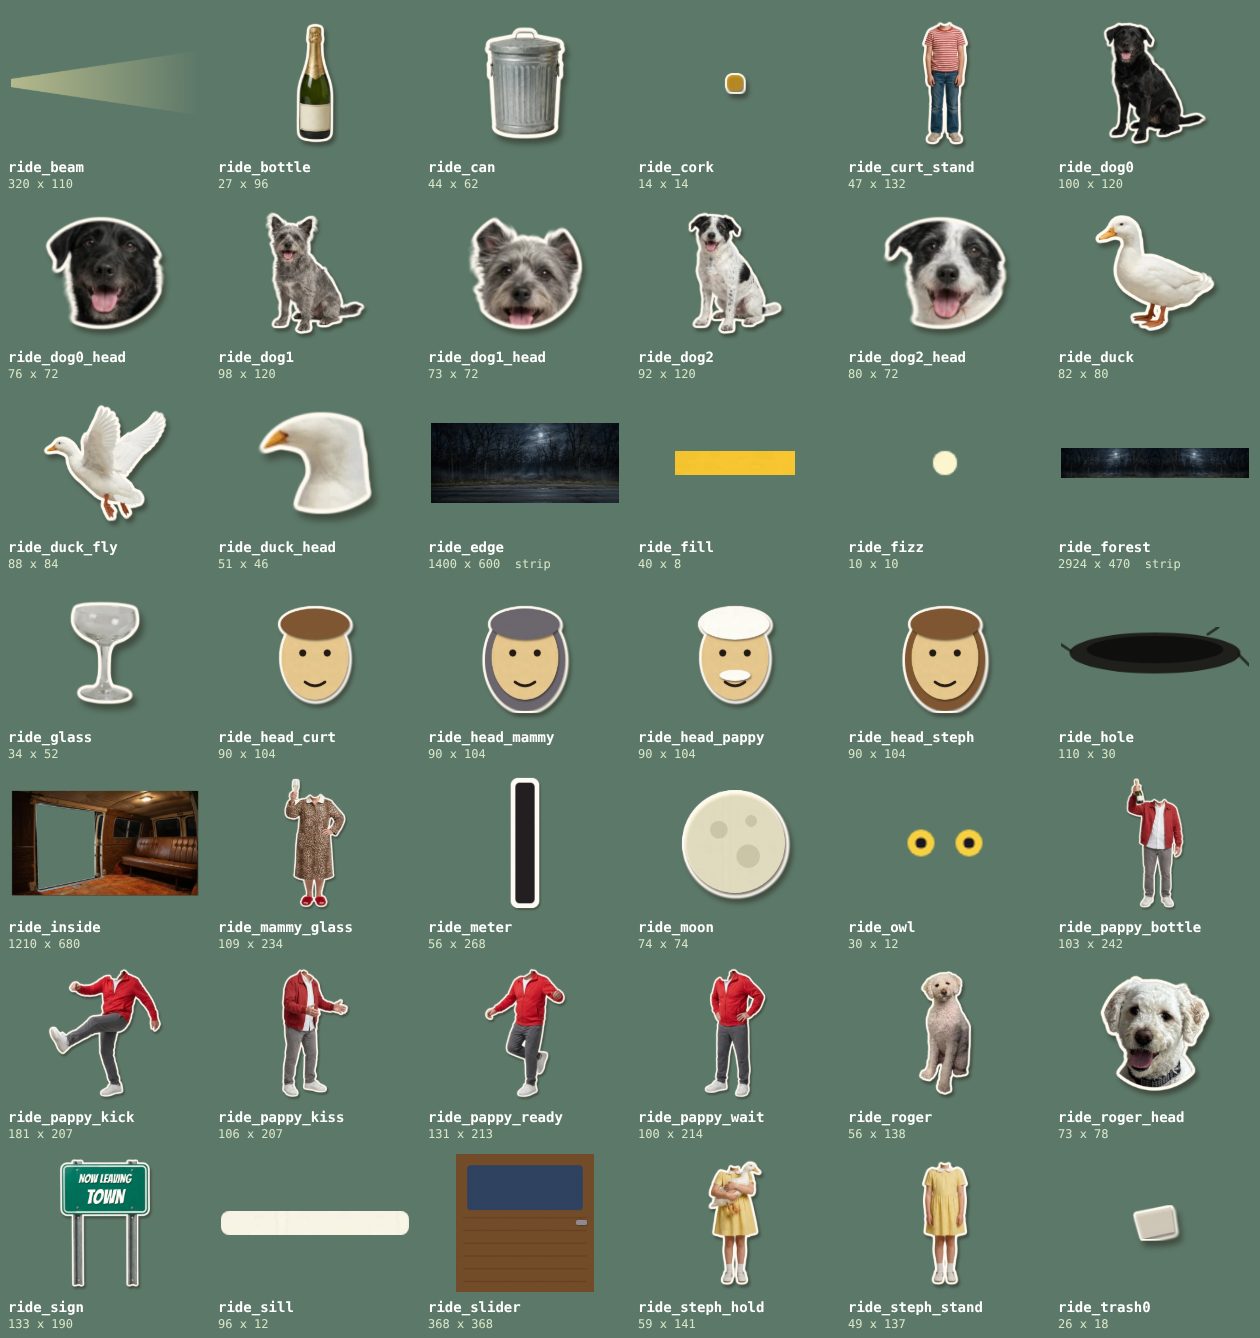 ride_beam
320 x 110
ride_bottle
27 x 96
ride_can
44 x 62
ride_cork
14 x 14
ride_curt_stand
47 x 132
ride_dog0
100 x 120
ride_dog0_head
76 x 72
ride_dog1
98 x 120
ride_dog1_head
73 x 72
ride_dog2
92 x 120
ride_dog2_head
80 x 72
ride_duck
82 x 80
ride_duck_fly
88 x 84
ride_duck_head
51 x 46
ride_edge
1400 x 600  strip
ride_fill
40 x 8
ride_fizz
10 x 10
ride_forest
2924 x 470  strip
ride_glass
34 x 52
ride_head_curt
90 x 104
ride_head_mammy
90 x 104
ride_head_pappy
90 x 104
ride_head_steph
90 x 104
ride_hole
110 x 30
ride_inside
1210 x 680
ride_mammy_glass
109 x 234
ride_meter
56 x 268
ride_moon
74 x 74
ride_owl
30 x 12
ride_pappy_bottle
103 x 242
ride_pappy_kick
181 x 207
ride_pappy_kiss
106 x 207
ride_pappy_ready
131 x 213
ride_pappy_wait
100 x 214
ride_roger
56 x 138
ride_roger_head
73 x 78
NOW LEAVING
TOWN
ride_sign
133 x 190
ride_sill
96 x 12
ride_slider
368 x 368
ride_steph_hold
59 x 141
ride_steph_stand
49 x 137
ride_trash0
26 x 18